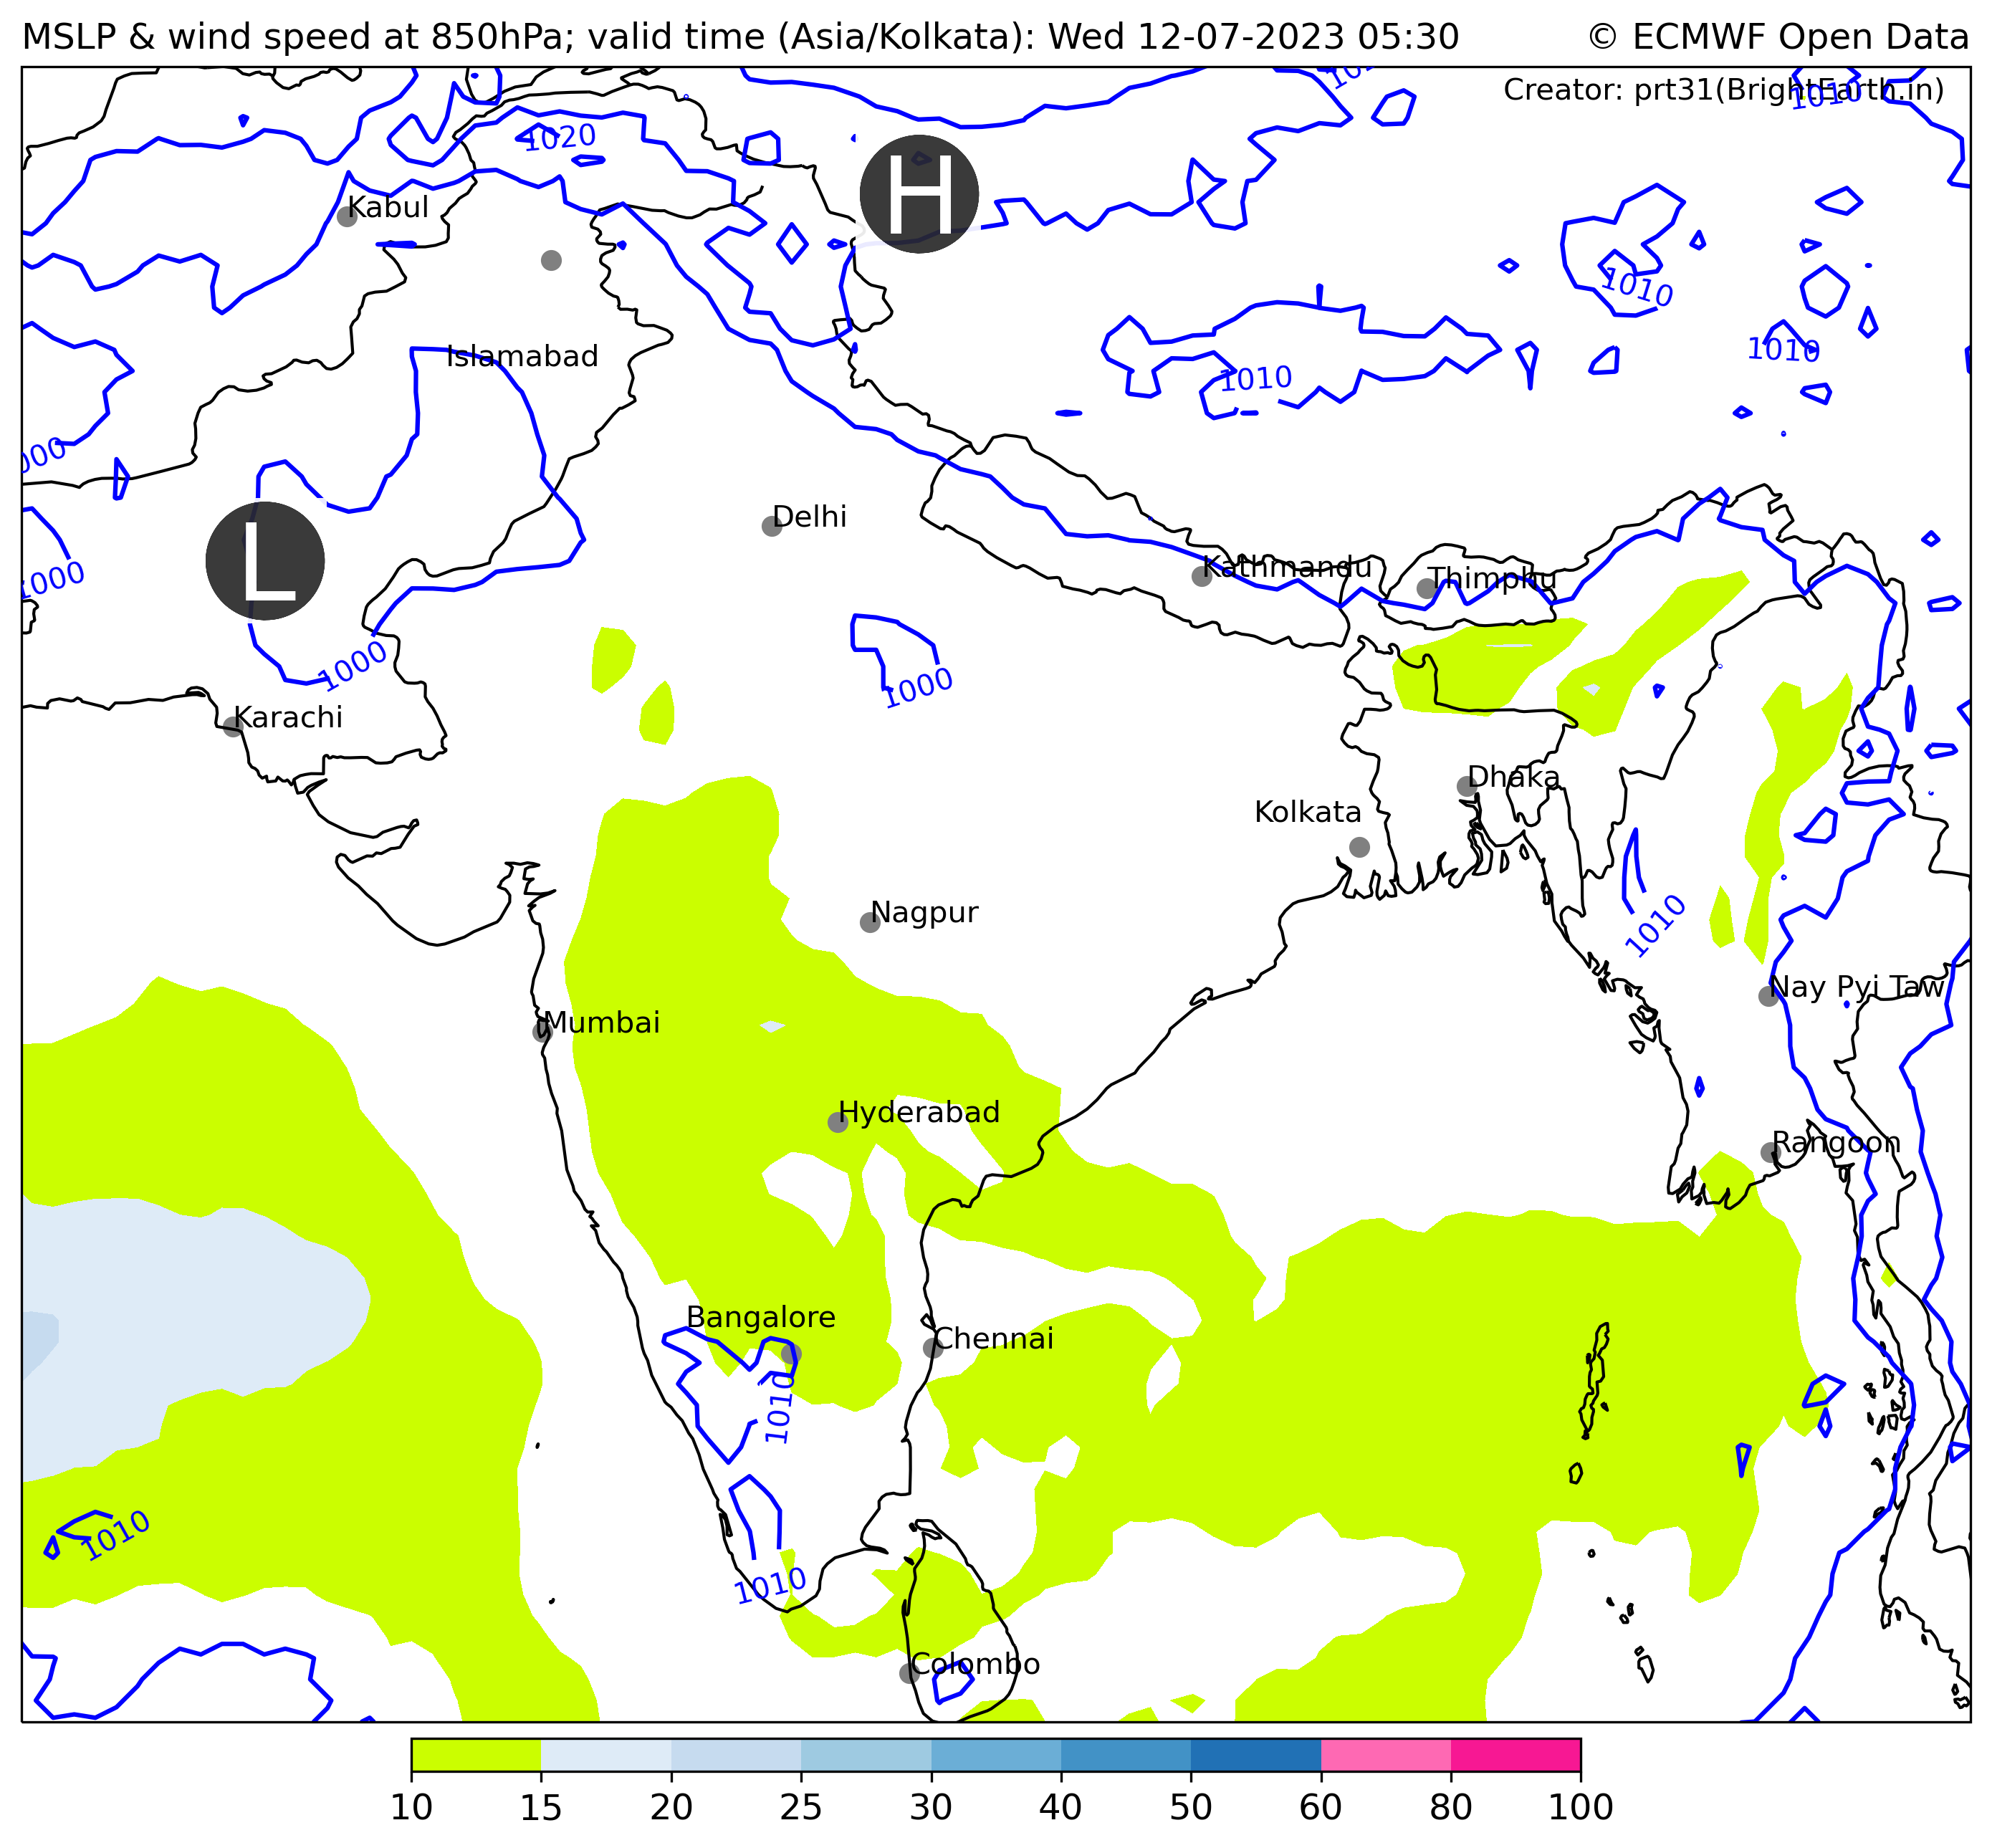 MSLP & wind speed at 850hPa; valid time (Asia/Kolkata): Wed 12-07-2023 05:30
© ECMWF Open Data
Creator: prt31(BrightEarth.in)
1010
1020
H
Kabul
1010
1010
Islamabad
1010
1000
L
Delhi
1000
Kathmandu
Thimphu
1000
1000
Karachi
Dhaka
Kolkata
Nagpur
1010
Nay Pyi Taw
Mumbai
Hyderabad
Rangoon
Bangalore
Chennai
1010
1010
1010
Colombo
10 15 20 25 30 40 50 60 80 100